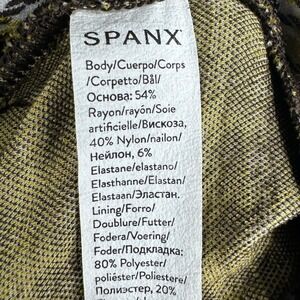 SPANX
Body/Cuerpo/Corps
/Corpetto/Bål/
Основа: 54%
Rayon/rayón/Soie
artificielle/Вискоза,
40% Nylon/nailon/
Нейлон, 6%
Elastane/elastano/
Elasthanne/Elastan/
Elastaan/Эластан.
Lining/Forro/
Doublure/Futter/
Fodera/Voering/
Foder/Подкладка:
80% Polyester/
poliéster/Poliestere/
Полиэстер, 20%